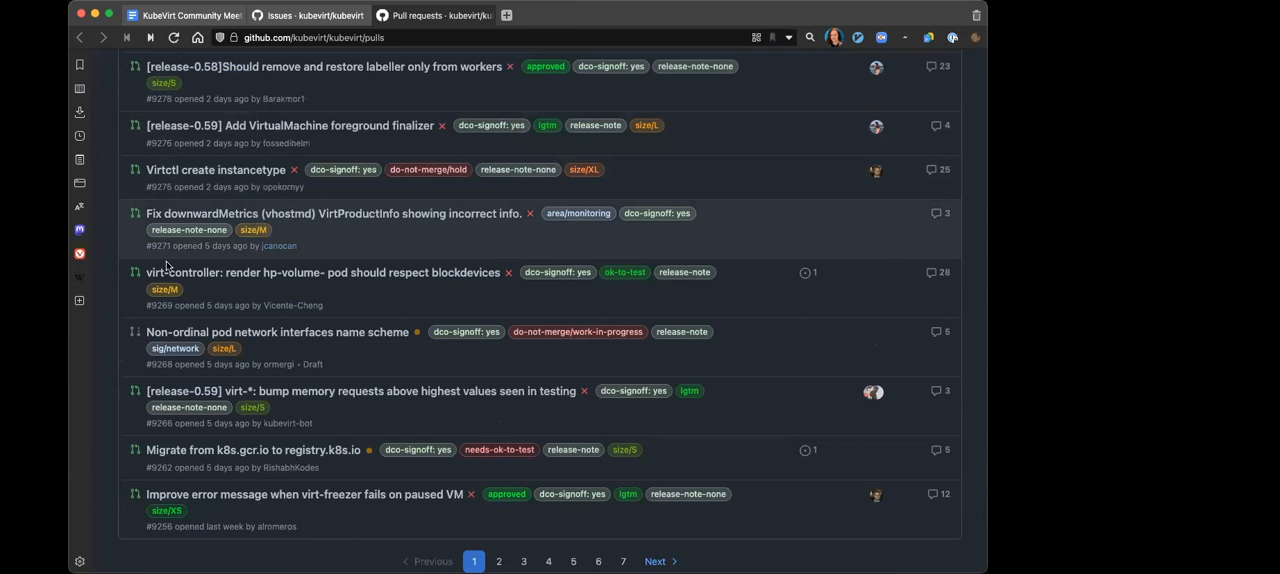 KubeVirt Community Meet
Issues · kubevirt/kubevirt
Pull requests · kubevirt/ku
github.com/kubevirt/kubevirt/pulls
[release-0.58]Should remove and restore labeller only from workers approved dco-signoff: yes release-note-none 23
size/S
#9278 opened 2 days ago by Barakmor1
[release-0.59] Add VirtualMachine foreground finalizer dco-signoff: yes lgtm release-note size/L 4
#9276 opened 2 days ago by fossedihelm
Virtctl create instancetype dco-signoff: yes do-not-merge/hold release-note-none size/XL 25
#9275 opened 2 days ago by opokornyy
Fix downwardMetrics (vhostmd) VirtProductInfo showing incorrect info. area/monitoring dco-signoff: yes 3
release-note-none size/M
#9271 opened 5 days ago by jcanocan
virt-controller: render hp-volume- pod should respect blockdevices dco-signoff: yes ok-to-test release-note 1 28
size/M
#9269 opened 5 days ago by Vicente-Cheng
Non-ordinal pod network interfaces name scheme dco-signoff: yes do-not-merge/work-in-progress release-note 5
sig/network size/L
#9268 opened 5 days ago by ormergi • Draft
[release-0.59] virt-*: bump memory requests above highest values seen in testing dco-signoff: yes lgtm 3
release-note-none size/S
#9266 opened 5 days ago by kubevirt-bot
Migrate from k8s.gcr.io to registry.k8s.io dco-signoff: yes needs-ok-to-test release-note size/S 1 5
#9262 opened 5 days ago by RishabhKodes
Improve error message when virt-freezer fails on paused VM approved dco-signoff: yes lgtm release-note-none 12
size/XS
#9256 opened last week by alromeros
Previous 1 2 3 4 5 6 7 Next